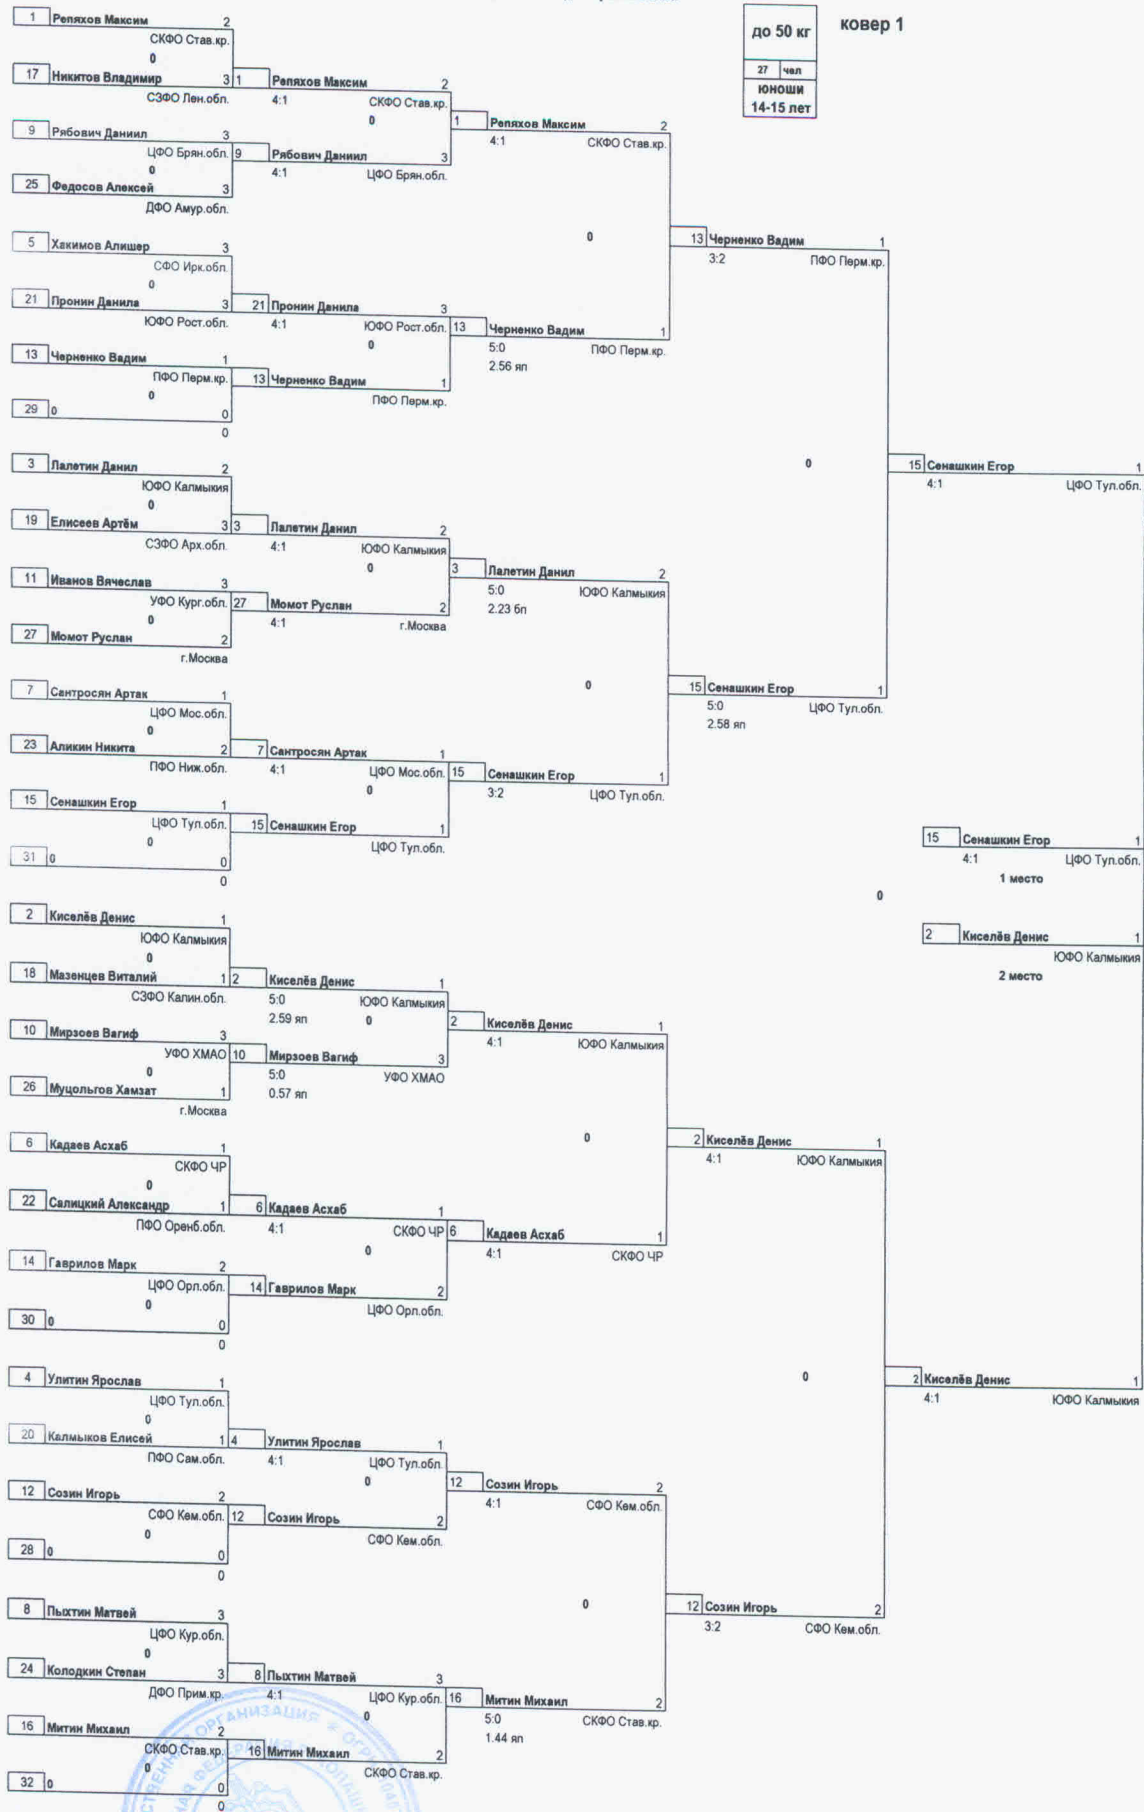 до 50 кг
ковер 1
27 чел
юноши
14-15 лет
1 Репяхов Максим 2
СКФО Став.кр.
0
17 Никитов Владимир 3
СЗФО Лен.обл.
1 Репяхов Максим 2
4:1 СКФО Став.кр.
0
9 Рябович Даниил 3
ЦФО Брян.обл.
0
25 Федосов Алексей 3
ДФО Амур.обл.
9 Рябович Даниил 3
4:1 ЦФО Брян.обл.
1 Репяхов Максим 2
4:1 СКФО Став.кр.
0
5 Хакимов Алишер 3
СФО Ирк.обл.
0
21 Пронин Данила 3
ЮФО Рост.обл.
21 Пронин Данила 3
4:1 ЮФО Рост.обл.
0
13 Черненко Вадим 1
ПФО Перм.кр.
0
29 0 0
0
13 Черненко Вадим 1
ПФО Перм.кр.
13 Черненко Вадим 1
5:0 ПФО Перм.кр.
2.56 яп
13 Черненко Вадим 1
3:2 ПФО Перм.кр.
0
3 Лалетин Данил 2
ЮФО Калмыкия
0
19 Елисеев Артём 3
СЗФО Арх.обл.
3 Лалетин Данил 2
4:1 ЮФО Калмыкия
0
11 Иванов Вячеслав 3
УФО Кург.обл.
0
27 Момот Руслан 2
г.Москва
27 Момот Руслан 2
4:1 г.Москва
3 Лалетин Данил 2
5:0 ЮФО Калмыкия
2.23 бп
0
7 Сантросян Артак 1
ЦФО Мос.обл.
0
23 Аликин Никита 2
ПФО Ниж.обл.
7 Сантросян Артак 1
4:1 ЦФО Мос.обл.
0
15 Сенашкин Егор 1
ЦФО Тул.обл.
0
31 0 0
0
15 Сенашкин Егор 1
ЦФО Тул.обл.
15 Сенашкин Егор 1
3:2 ЦФО Тул.обл.
15 Сенашкин Егор 1
5:0 ЦФО Тул.обл.
2.58 яп
15 Сенашкин Егор 1
4:1 ЦФО Тул.обл.
15 Сенашкин Егор 1
4:1 ЦФО Тул.обл.
1 место
0
2 Киселёв Денис 1
ЮФО Калмыкия
2 место
2 Киселёв Денис 1
ЮФО Калмыкия
0
18 Мазенцев Виталий 1
СЗФО Калин.обл.
2 Киселёв Денис 1
5:0 ЮФО Калмыкия
2.59 яп 0
10 Мирзоев Вагиф 3
УФО ХМАО
0
26 Муцольгов Хамзат 1
г.Москва
10 Мирзоев Вагиф 3
5:0 УФО ХМАО
0.57 яп
2 Киселёв Денис 1
4:1 ЮФО Калмыкия
0
6 Кадаев Асхаб 1
СКФО ЧР
0
22 Салицкий Александр 1
ПФО Оренб.обл.
6 Кадаев Асхаб 1
4:1 СКФО ЧР
0
14 Гаврилов Марк 2
ЦФО Орл.обл.
0
30 0 0
0
14 Гаврилов Марк 2
ЦФО Орл.обл.
6 Кадаев Асхаб 1
4:1 СКФО ЧР
2 Киселёв Денис 1
4:1 ЮФО Калмыкия
0
4 Улитин Ярослав 1
ЦФО Тул.обл.
0
20 Калмыков Елисей 1
ПФО Сам.обл.
4 Улитин Ярослав 1
4:1 ЦФО Тул.обл.
0
12 Созин Игорь 2
СФО Кем.обл.
0
28 0 0
0
12 Созин Игорь 2
СФО Кем.обл.
12 Созин Игорь 2
4:1 СФО Кем.обл.
0
8 Пыхтин Матвей 3
ЦФО Кур.обл.
0
24 Колодкин Степан 3
ДФО Прим.кр.
8 Пыхтин Матвей 3
4:1 ЦФО Кур.обл.
0
16 Митин Михаил 2
СКФО Став.кр.
0
32 0 0
0
16 Митин Михаил 2
СКФО Став.кр.
16 Митин Михаил 2
5:0 СКФО Став.кр.
1.44 яп
12 Созин Игорь 2
3:2 СФО Кем.обл.
2 Киселёв Денис 1
4:1 ЮФО Калмыкия
ОРГАНИЗАЦИЯ